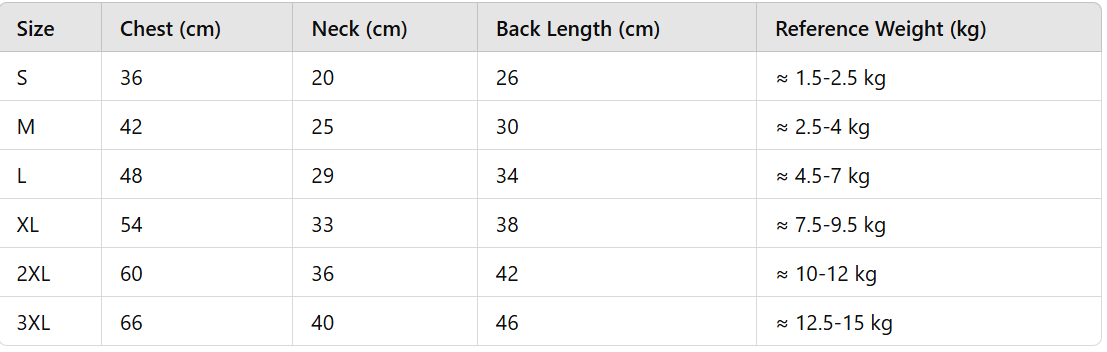 Size Chest (cm) Neck (cm) Back Length (cm) Reference Weight (kg)
S 36 20 26 ≈ 1.5-2.5 kg
M 42 25 30 ≈ 2.5-4 kg
L 48 29 34 ≈ 4.5-7 kg
XL 54 33 38 ≈ 7.5-9.5 kg
2XL 60 36 42 ≈ 10-12 kg
3XL 66 40 46 ≈ 12.5-15 kg